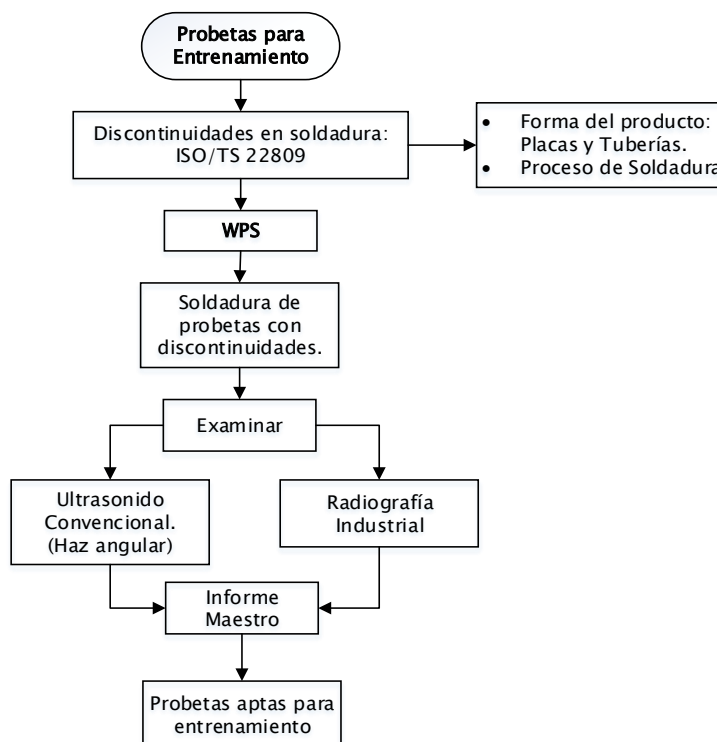 Probetas para
Entrenamiento
Discontinuidades en soldadura:
ISO/TS 22809
• Forma del producto:
Placas y Tuberías.
• Proceso de Soldadura
WPS
Soldadura de
probetas con
discontinuidades.
Examinar
Ultrasonido
Convencional.
(Haz angular)
Radiografía
Industrial
Informe
Maestro
Probetas aptas para
entrenamiento